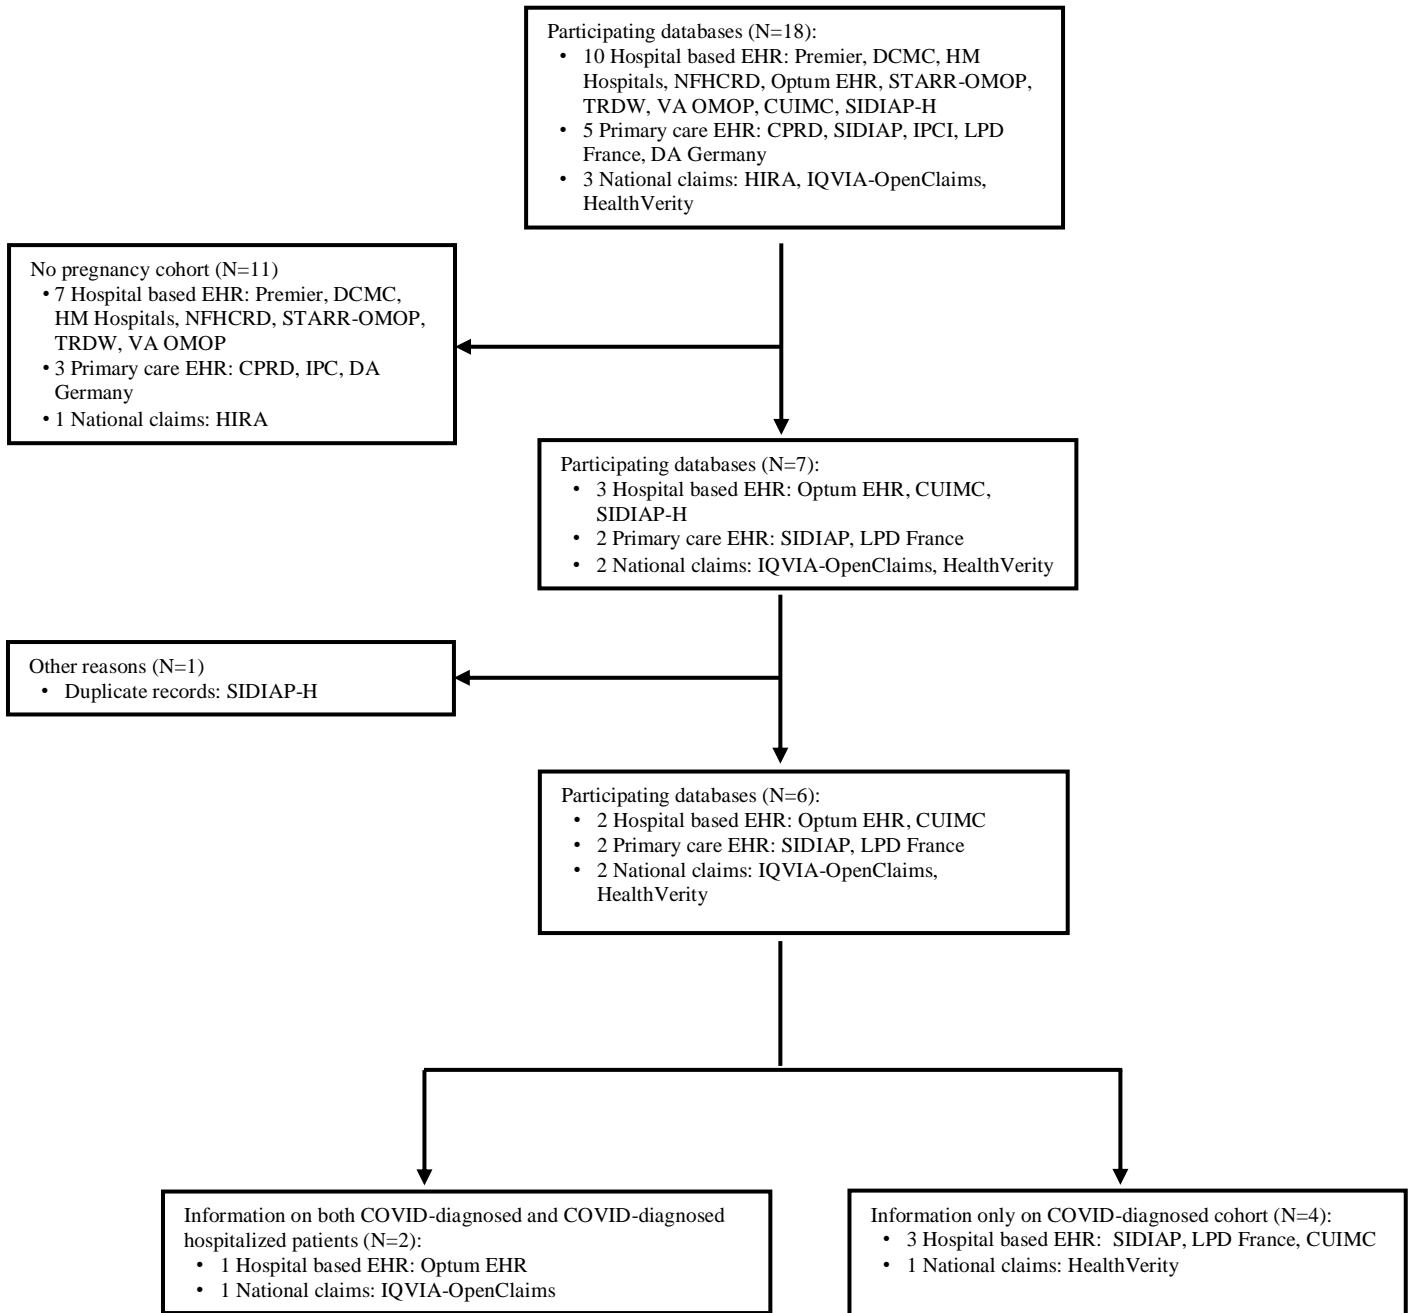 Participating databases (N=18):
• 10 Hospital based EHR: Premier, DCMC, HM
Hospitals, NFHCRD, Optum EHR, STARR-OMOP,
TRDW, VA OMOP, CUIMC, SIDIAP-H
• 5 Primary care EHR: CPRD, SIDIAP, IPCI, LPD
France, DA Germany
• 3 National claims: HIRA, IQVIA-OpenClaims,
HealthVerity
No pregnancy cohort (N=11)
• 7 Hospital based EHR: Premier, DCMC,
HM Hospitals, NFHCRD, STARR-OMOP,
TRDW, VA OMOP
• 3 Primary care EHR: CPRD, IPC, DA
Germany
• 1 National claims: HIRA
Participating databases (N=7):
• 3 Hospital based EHR: Optum EHR, CUIMC,
SIDIAP-H
• 2 Primary care EHR: SIDIAP, LPD France
• 2 National claims: IQVIA-OpenClaims, HealthVerity
Other reasons (N=1)
• Duplicate records: SIDIAP-H
Participating databases (N=6):
• 2 Hospital based EHR: Optum EHR, CUIMC
• 2 Primary care EHR: SIDIAP, LPD France
• 2 National claims: IQVIA-OpenClaims,
HealthVerity
Information on both COVID-diagnosed and COVID-diagnosed
hospitalized patients (N=2):
• 1 Hospital based EHR: Optum EHR
• 1 National claims: IQVIA-OpenClaims
Information only on COVID-diagnosed cohort (N=4):
• 3 Hospital based EHR: SIDIAP, LPD France, CUIMC
• 1 National claims: HealthVerity